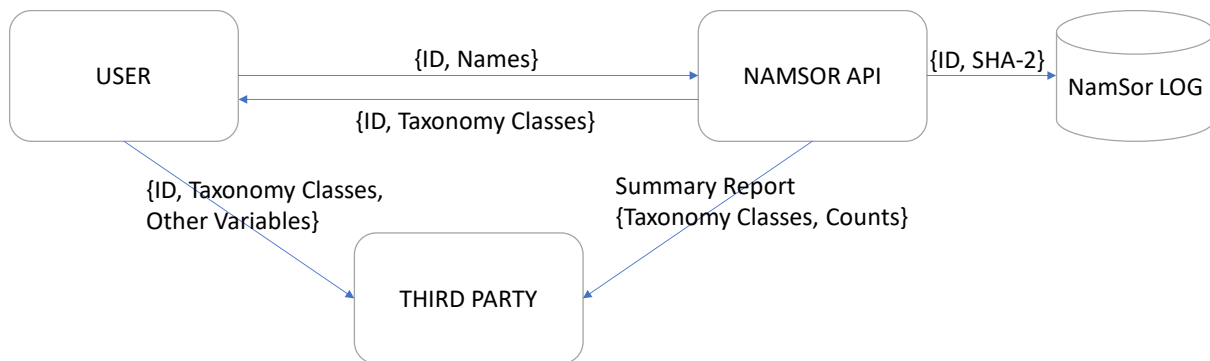 USER
{ID, Names}
NAMSOR API
{ID, SHA-2}
NamSor LOG
{ID, Taxonomy Classes}
{ID, Taxonomy Classes,
Other Variables}
Summary Report
{Taxonomy Classes, Counts}
THIRD PARTY